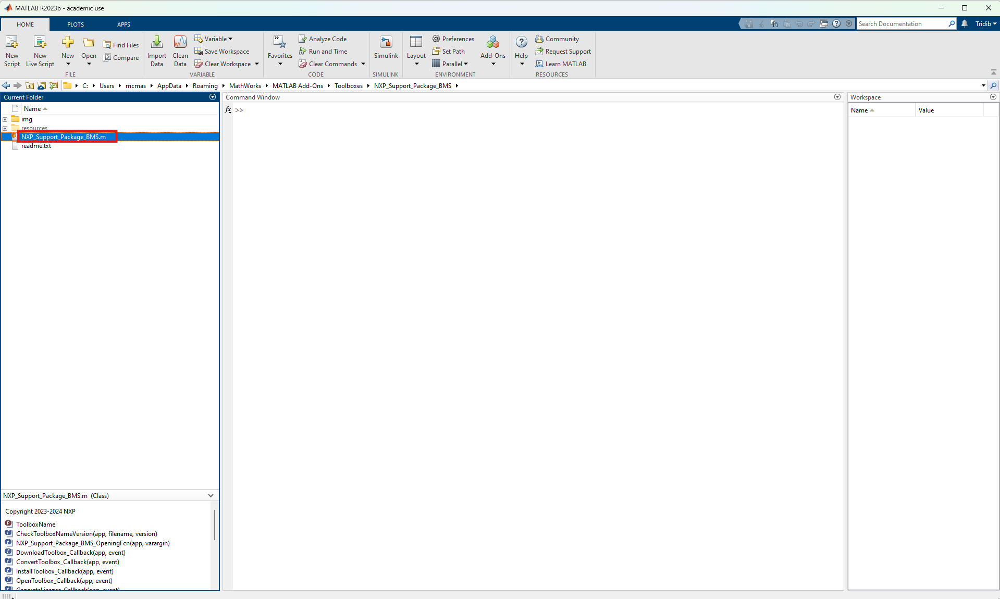 MATLAB R2023b - academic use
HOME PLOTS APPS
Search Documentation
Tridib
New Script
New Live Script
New
Open
Find Files
Compare
FILE
Import Data
Clean Data
Variable
Save Workspace
Clear Workspace
VARIABLE
Favorites
Analyze Code
Run and Time
Clear Commands
CODE
Simulink
SIMULINK
Layout
Preferences
Set Path
Parallel
Add-Ons
ENVIRONMENT
Help
Community
Request Support
Learn MATLAB
RESOURCES
C: Users mcmas AppData Roaming MathWorks MATLAB Add-Ons Toolboxes NXP_Support_Package_BMS
Current Folder
Name
img
resources
NXP_Support_Package_BMS.m
readme.txt
NXP_Support_Package_BMS.m (Class)
Copyright 2023-2024 NXP
ToolboxName
CheckToolboxNameVersion(app, filename, version)
NXP_Support_Package_BMS_OpeningFcn(app, varargin)
DownloadToolbox_Callback(app, event)
ConvertToolbox_Callback(app, event)
InstallToolbox_Callback(app, event)
OpenToolbox_Callback(app, event)
GenerateLicense_Callback(app, event)
Command Window
fx >>
Workspace
Name Value